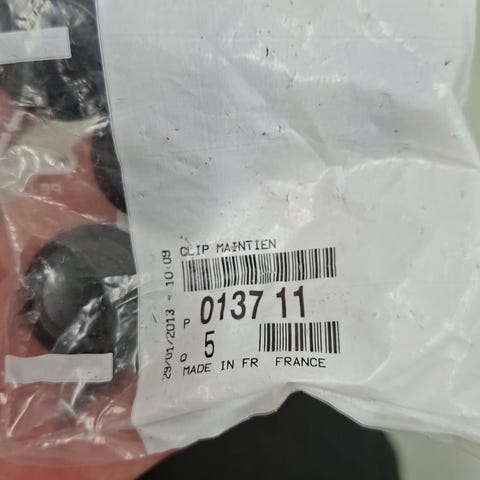 CLIP MAINTIEN
P 0137 11
Q 5
MADE IN FR FRANCE
29/01/2013 - 10:09